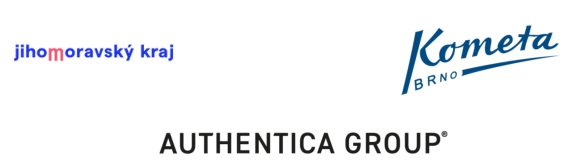 jihomoravský kraj
Kometa
BRNO
AUTHENTICA GROUP®